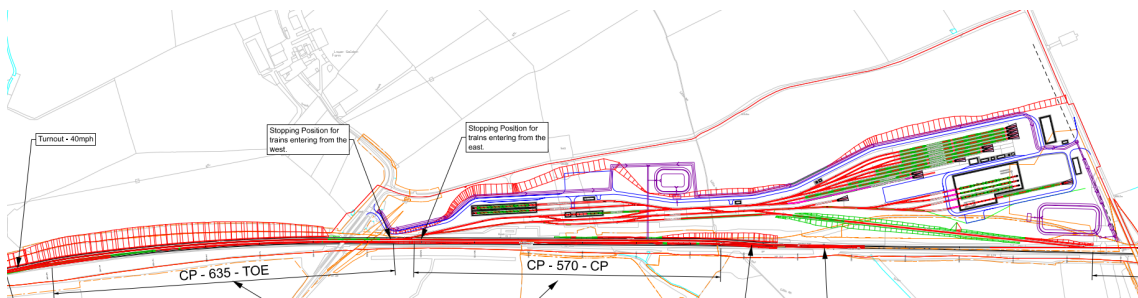 Turnout - 40mph
Stopping Position for
trains entering from the
west.
Stopping Position for
trains entering from the
east.
CP - 635 - TOE
CP - 570 - CP